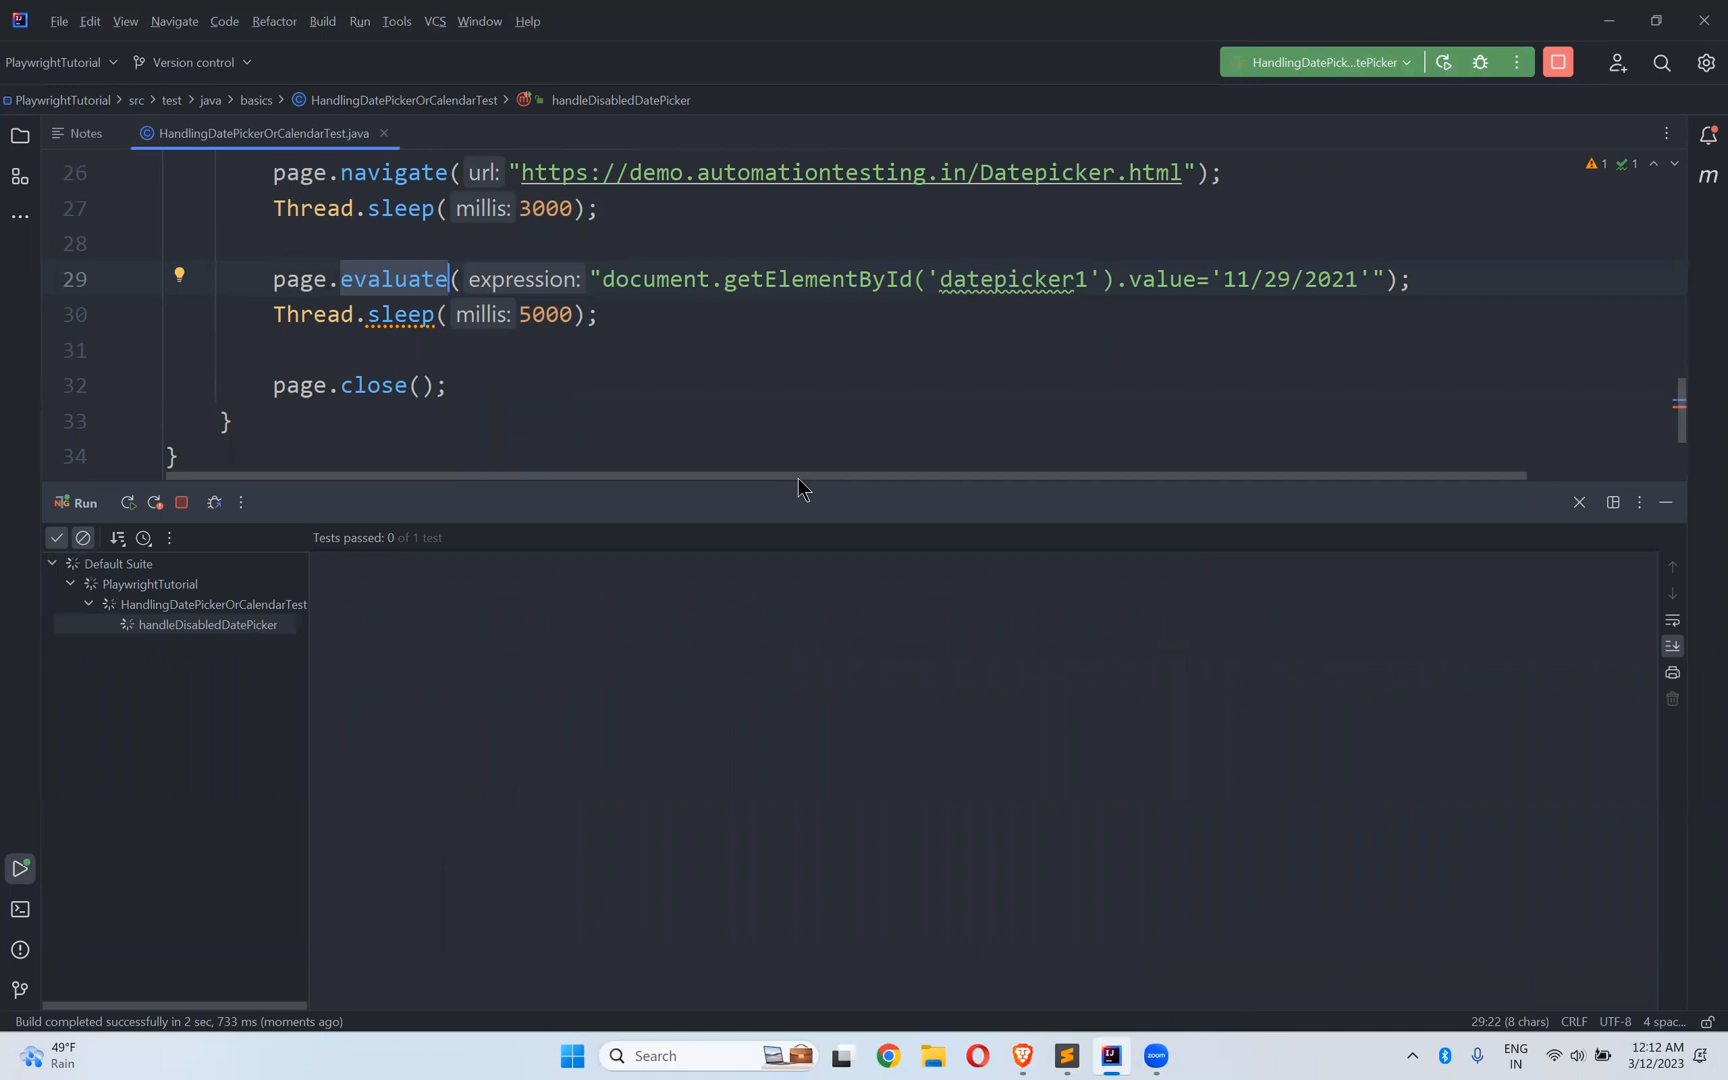 File Edit View Navigate Code Refactor Build Run Tools VCS Window Help
PlaywrightTutorial Version control HandlingDatePick...tePicker
PlaywrightTutorial > src > test > java > basics > HandlingDatePickerOrCalendarTest > handleDisabledDatePicker
Notes HandlingDatePickerOrCalendarTest.java
26 page.navigate( url: "https://demo.automationtesting.in/Datepicker.html"); 1 1
27 Thread.sleep( millis: 3000);
28
29 page.evaluate( expression: "document.getElementById('datepicker1').value='11/29/2021'");
30 Thread.sleep( millis: 5000);
31
32 page.close();
33 }
34 }
Run
Tests passed: 0 of 1 test
Default Suite
PlaywrightTutorial
HandlingDatePickerOrCalendarTest
handleDisabledDatePicker
Build completed successfully in 2 sec, 733 ms (moments ago) 29:22 (8 chars) CRLF UTF-8 4 spac...
49°F
Rain
Search
zoom
ENG
IN
12:12 AM
3/12/2023